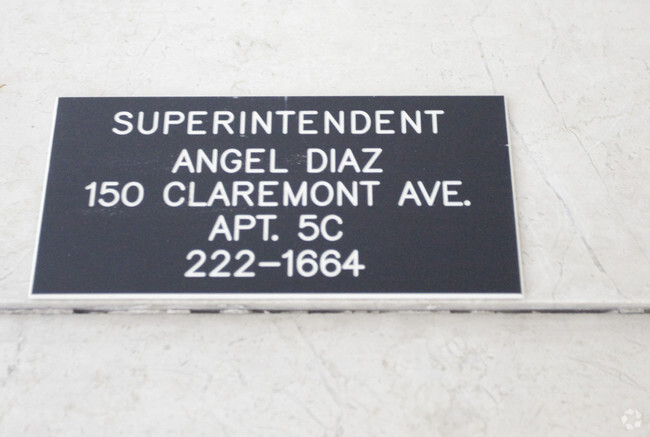 SUPERINTENDENT
ANGEL DIAZ
150 CLAREMONT AVE.
APT. 5C
222-1664